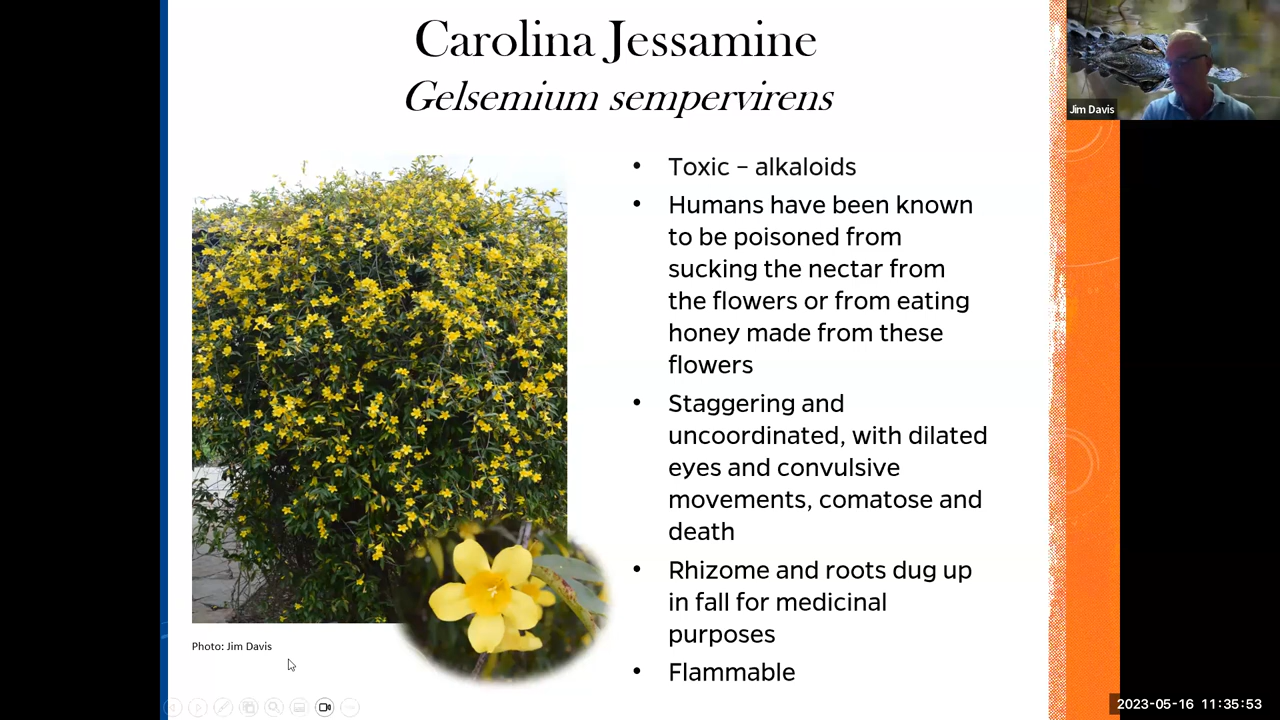 Carolina Jessamine
Gelsemium sempervirens
Jim Davis
• Toxic – alkaloids
• Humans have been known
to be poisoned from
sucking the nectar from
the flowers or from eating
honey made from these
flowers
• Staggering and
uncoordinated, with dilated
eyes and convulsive
movements, comatose and
death
• Rhizome and roots dug up
in fall for medicinal
purposes
• Flammable
Photo: Jim Davis
2023-05-16 11:35:53